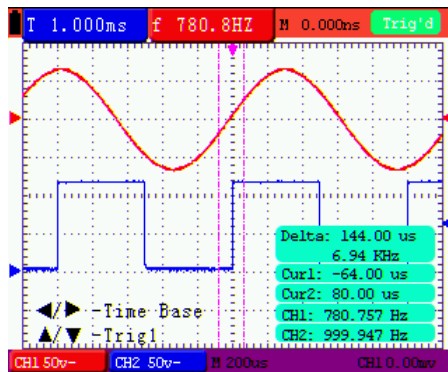 T 1.000ms f 780.8HZ M 0.000ns Trig'd
Delta: 144.00 us
6.94 KHz
Cur1: -64.00 us
Cur2: 80.00 us
CH1: 780.757 Hz
CH2: 999.947 Hz
◀/▶ -Time Base
▲/▼ -Trig1
CH1 50v~ CH2 50v~ M 200us CH1 0.00mv